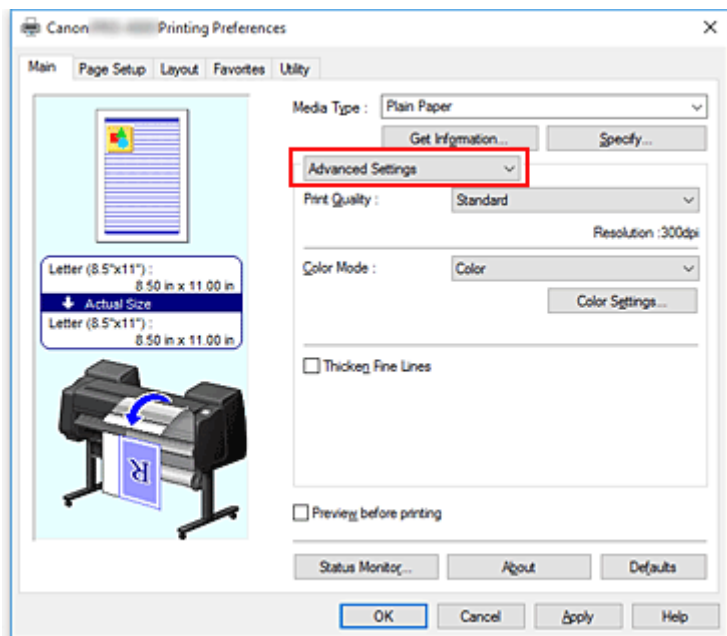 Canon Printing Preferences
Main Page Setup Layout Favorites Utility
Media Type : Plain Paper
Get Information... Specify...
Advanced Settings
Print Quality : Standard
Resolution :300dpi
Color Mode : Color
Color Settings...
Thicken Fine Lines
Letter (8.5"x11") :
8.50 in x 11.00 in
Actual Size
Letter (8.5"x11") :
8.50 in x 11.00 in
R
Preview before printing
Status Monitor... About Defaults
OK Cancel Apply Help